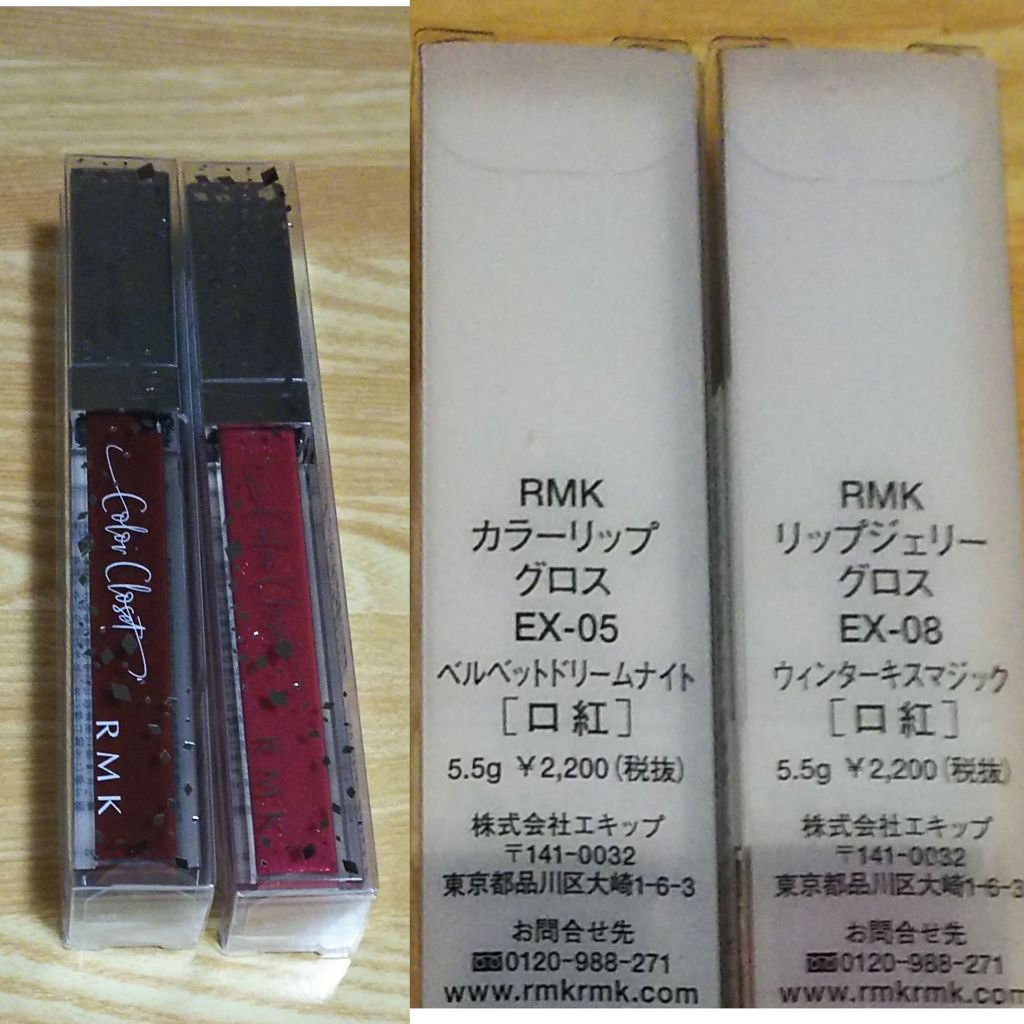 Color Closet
RMK
Color Closet
RMK
RMK
カラーリップ
グロス
EX-05
ベルベットドリームナイト
［口紅］
5.5g ￥2,200(税抜)
株式会社エキップ
〒141-0032
東京都品川区大崎1-6-3
お問合せ先
0120-988-271
www.rmkrmk.com
RMK
リップジェリー
グロス
EX-08
ウィンターキスマジック
［口紅］
5.5g ￥2,200(税抜)
株式会社エキップ
〒141-0032
東京都品川区大崎1-6-3
お問合せ先
0120-988-271
www.rmkrmk.com